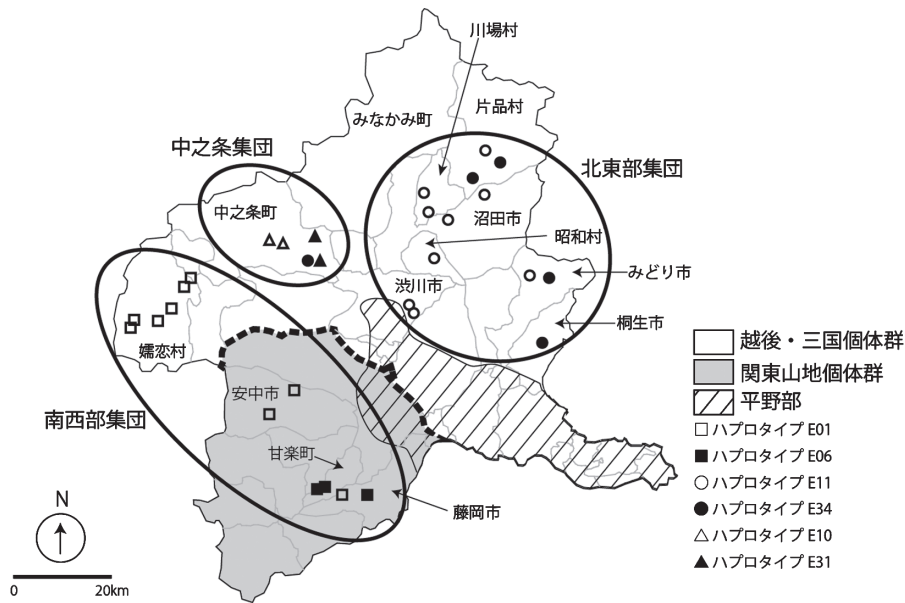 川場村
片品村
みなかみ町
中之条集団
北東部集団
中之条町
沼田市
昭和村
みどり市
渋川市
桐生市
嬬恋村
安中市
南西部集団
甘楽町
藤岡市
越後・三国個体群
関東山地個体群
平野部
ハプロタイプ E01
ハプロタイプ E06
ハプロタイプ E11
ハプロタイプ E34
ハプロタイプ E10
ハプロタイプ E31
N
0 20km